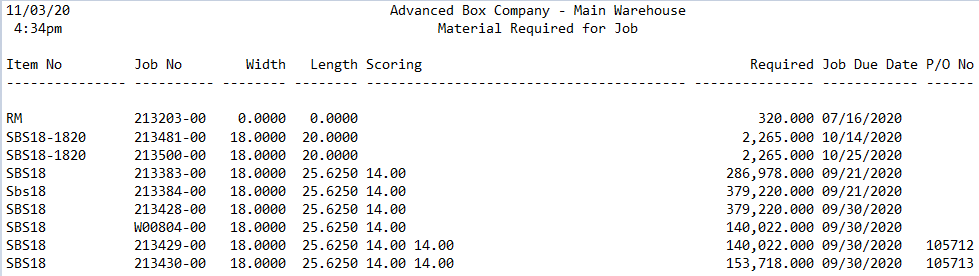 11/03/20 Advanced Box Company - Main Warehouse
4:34pm Material Required for Job
Item No Job No Width Length Scoring Required Job Due Date P/O No
--------------- ---------- ------- -------- ---------------------------------------- --------------- ------------ ------
RM 213203-00 0.0000 0.0000 320.000 07/16/2020
SBS18-1820 213481-00 18.0000 20.0000 2,265.000 10/14/2020
SBS18-1820 213500-00 18.0000 20.0000 2,265.000 10/25/2020
SBS18 213383-00 18.0000 25.6250 14.00 286,978.000 09/21/2020
Sbs18 213384-00 18.0000 25.6250 14.00 379,220.000 09/21/2020
SBS18 213428-00 18.0000 25.6250 14.00 379,220.000 09/30/2020
SBS18 W00804-00 18.0000 25.6250 14.00 140,022.000 09/30/2020
SBS18 213429-00 18.0000 25.6250 14.00 14.00 140,022.000 09/30/2020 105712
SBS18 213430-00 18.0000 25.6250 14.00 14.00 153,718.000 09/30/2020 105713